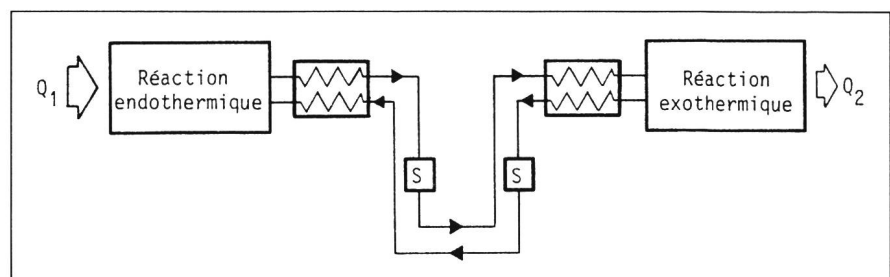 Q1
Réaction
endothermique
S
S
Réaction
exothermique
Q2